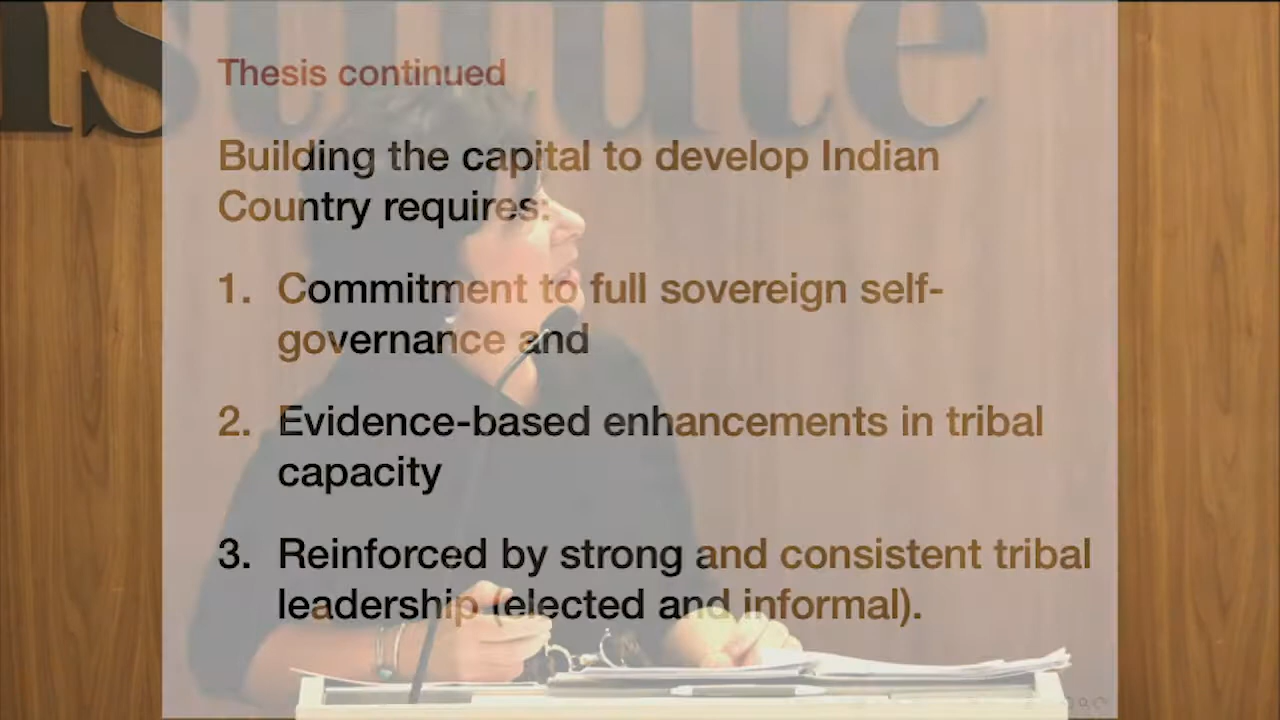 istitute
Thesis continued
Building the capital to develop Indian
Country requires:
1. Commitment to full sovereign self-
governance and
2. Evidence-based enhancements in tribal
capacity
3. Reinforced by strong and consistent tribal
leadership (elected and informal).